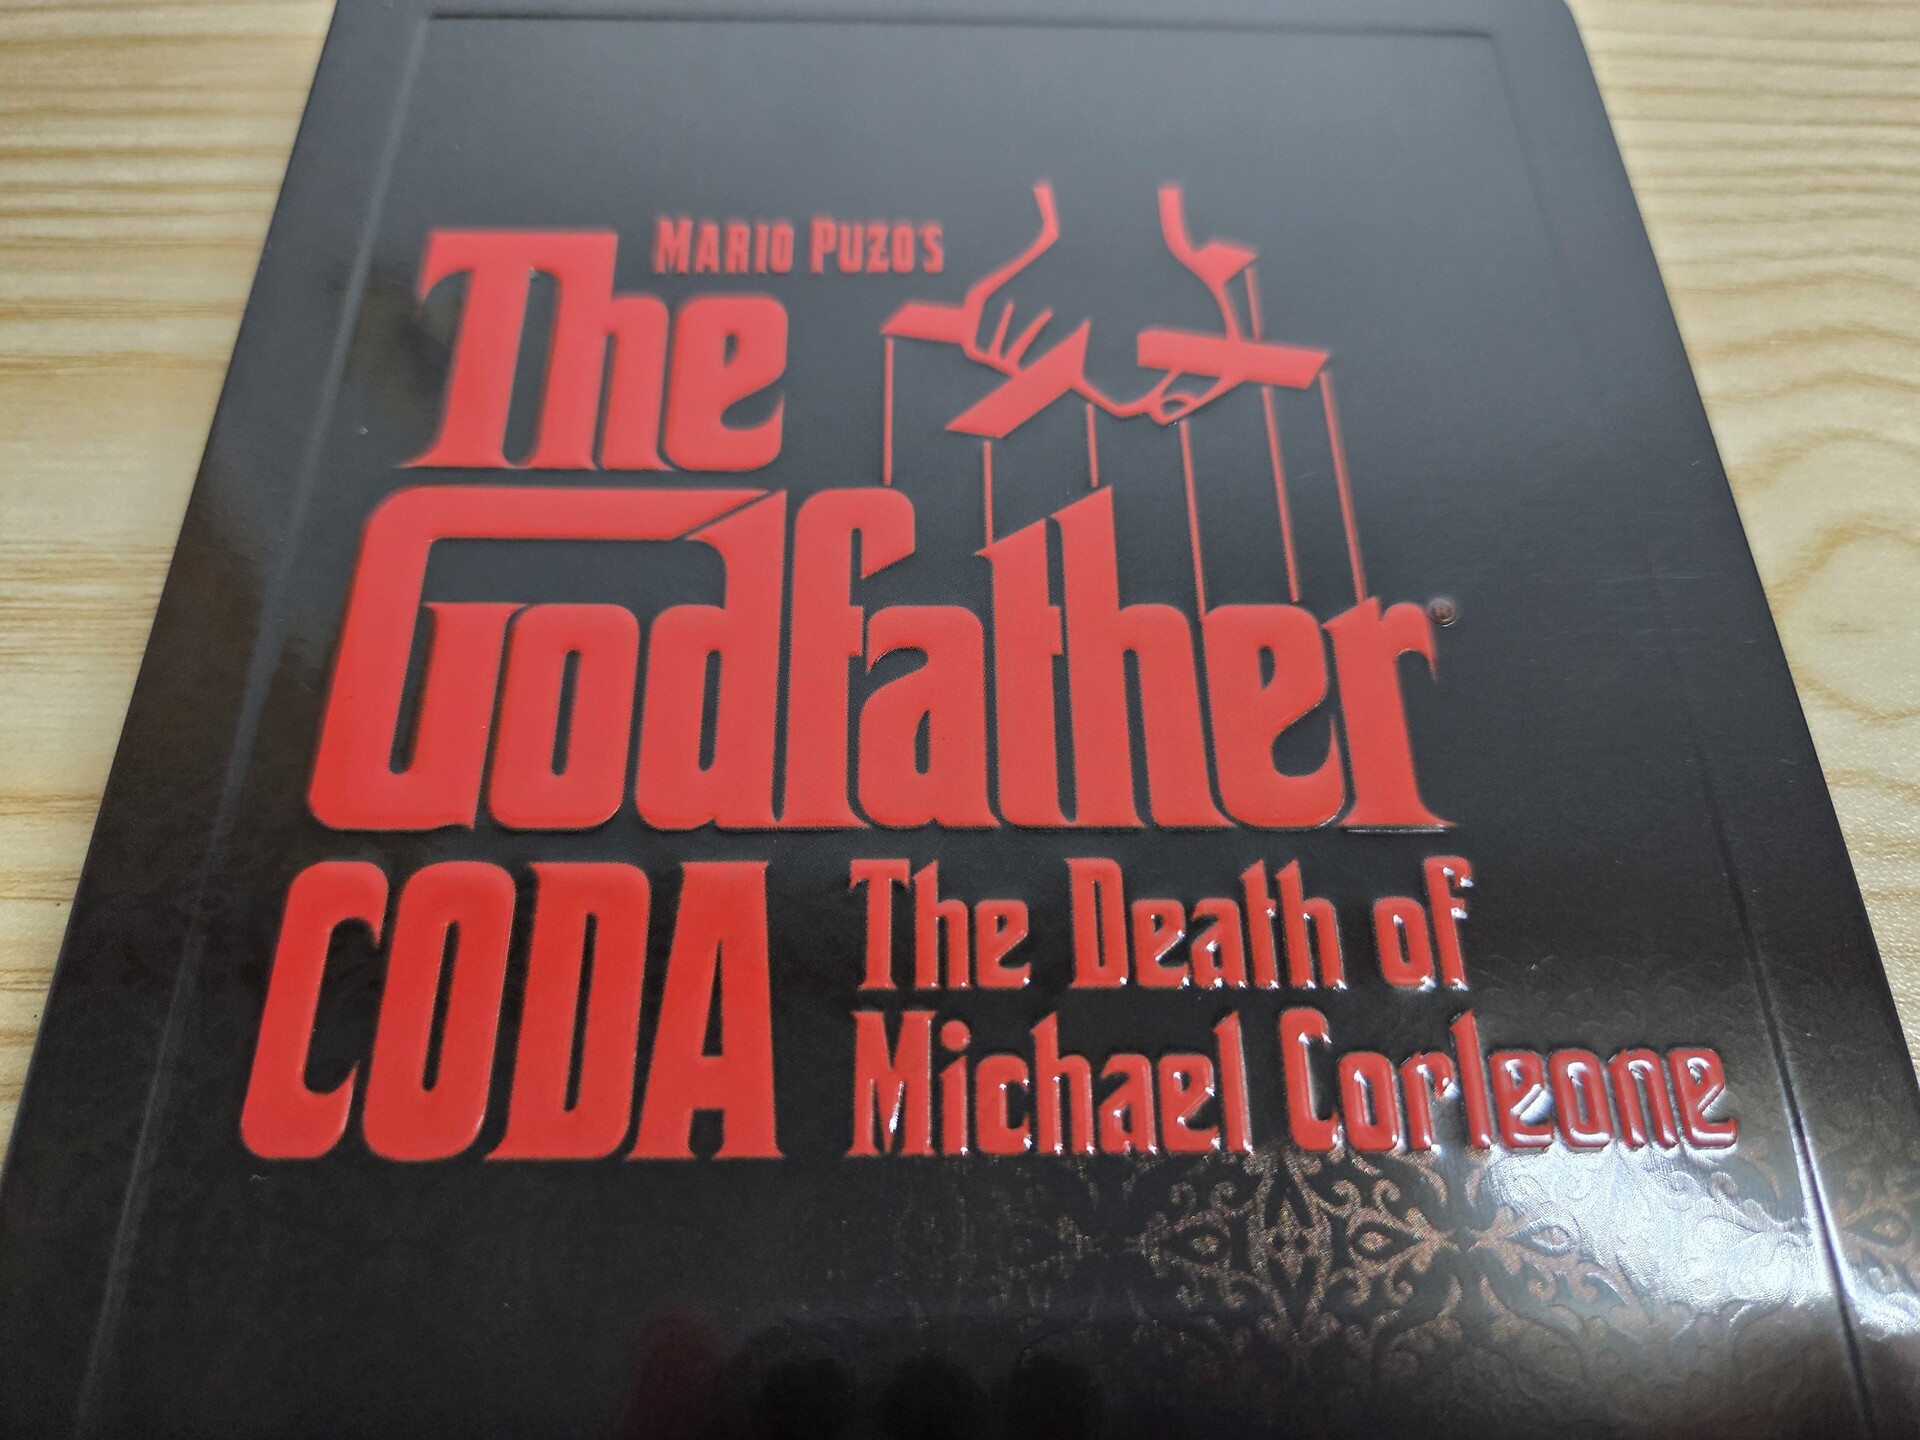 MARIO PUZO'S
The
Godfather®
CODA The Death of
Michael Corleone